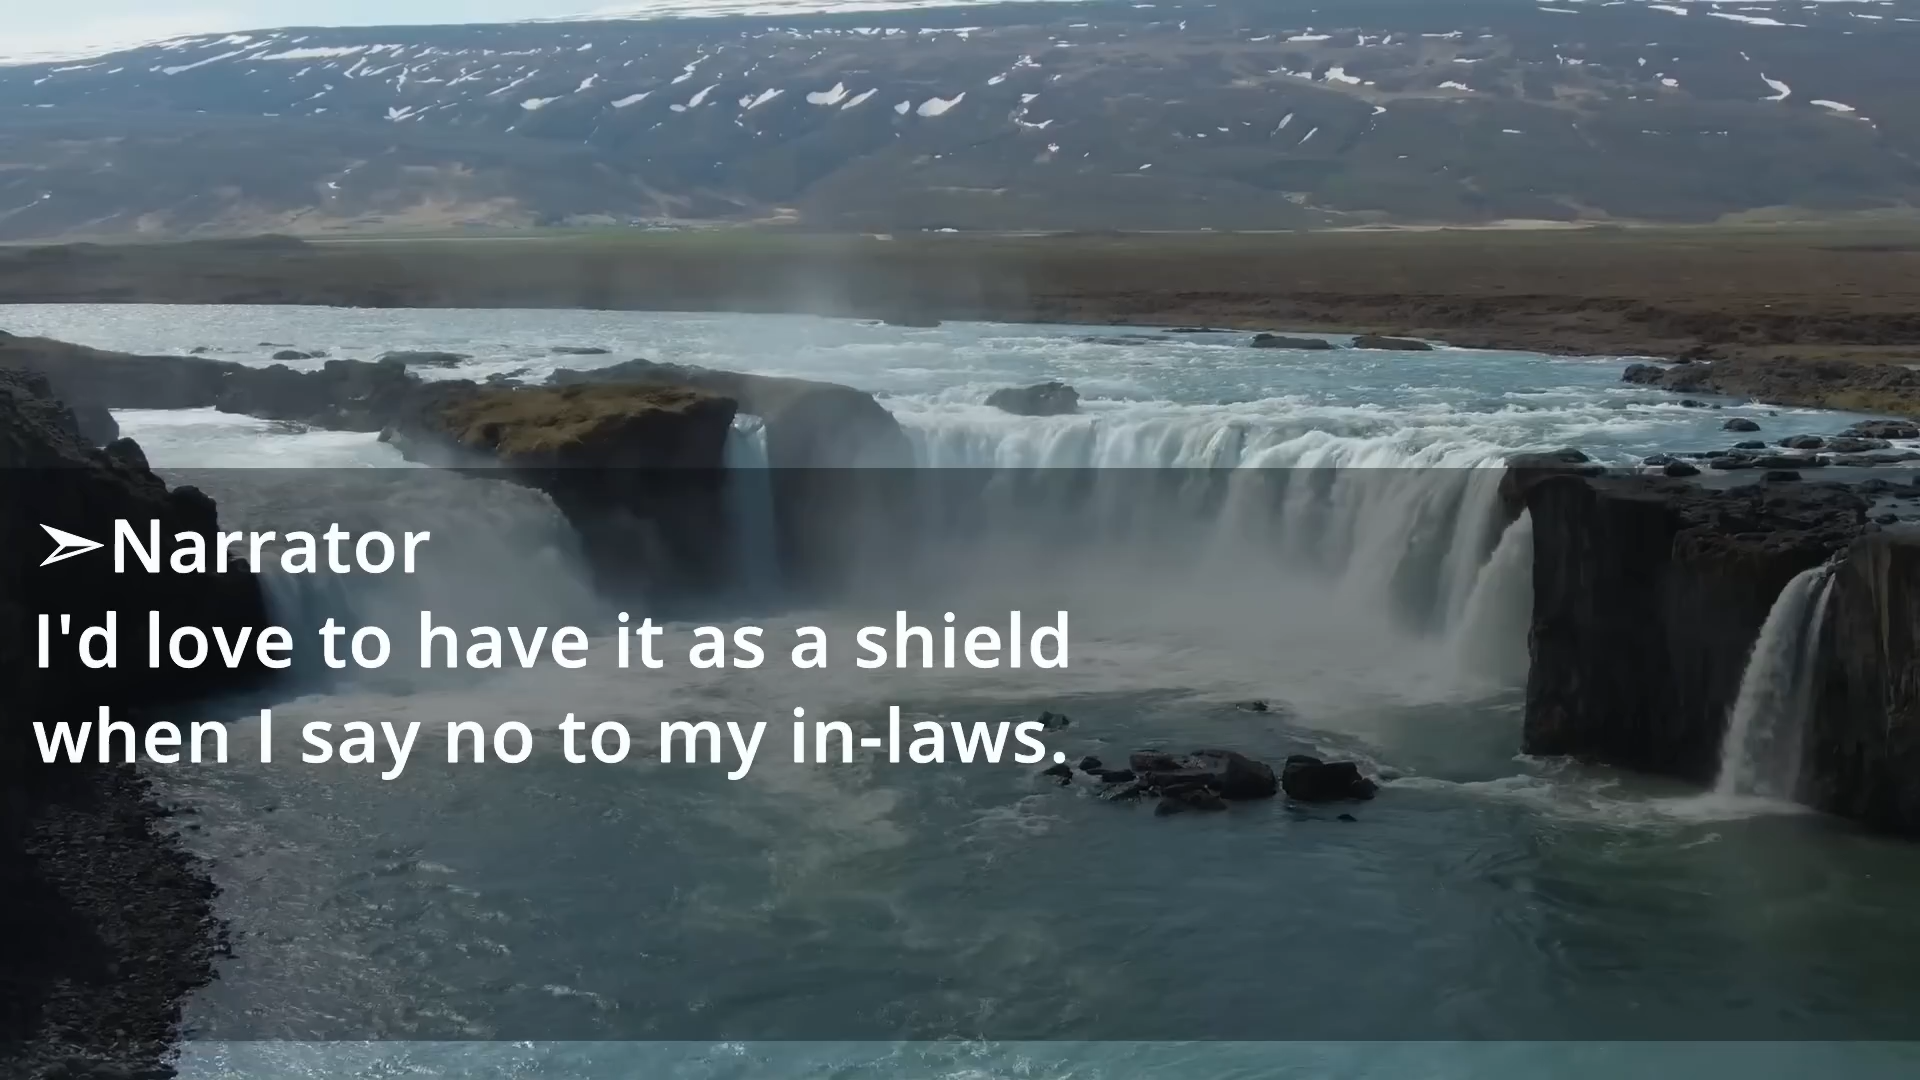 ➢Narrator
I'd love to have it as a shield
when I say no to my in-laws.